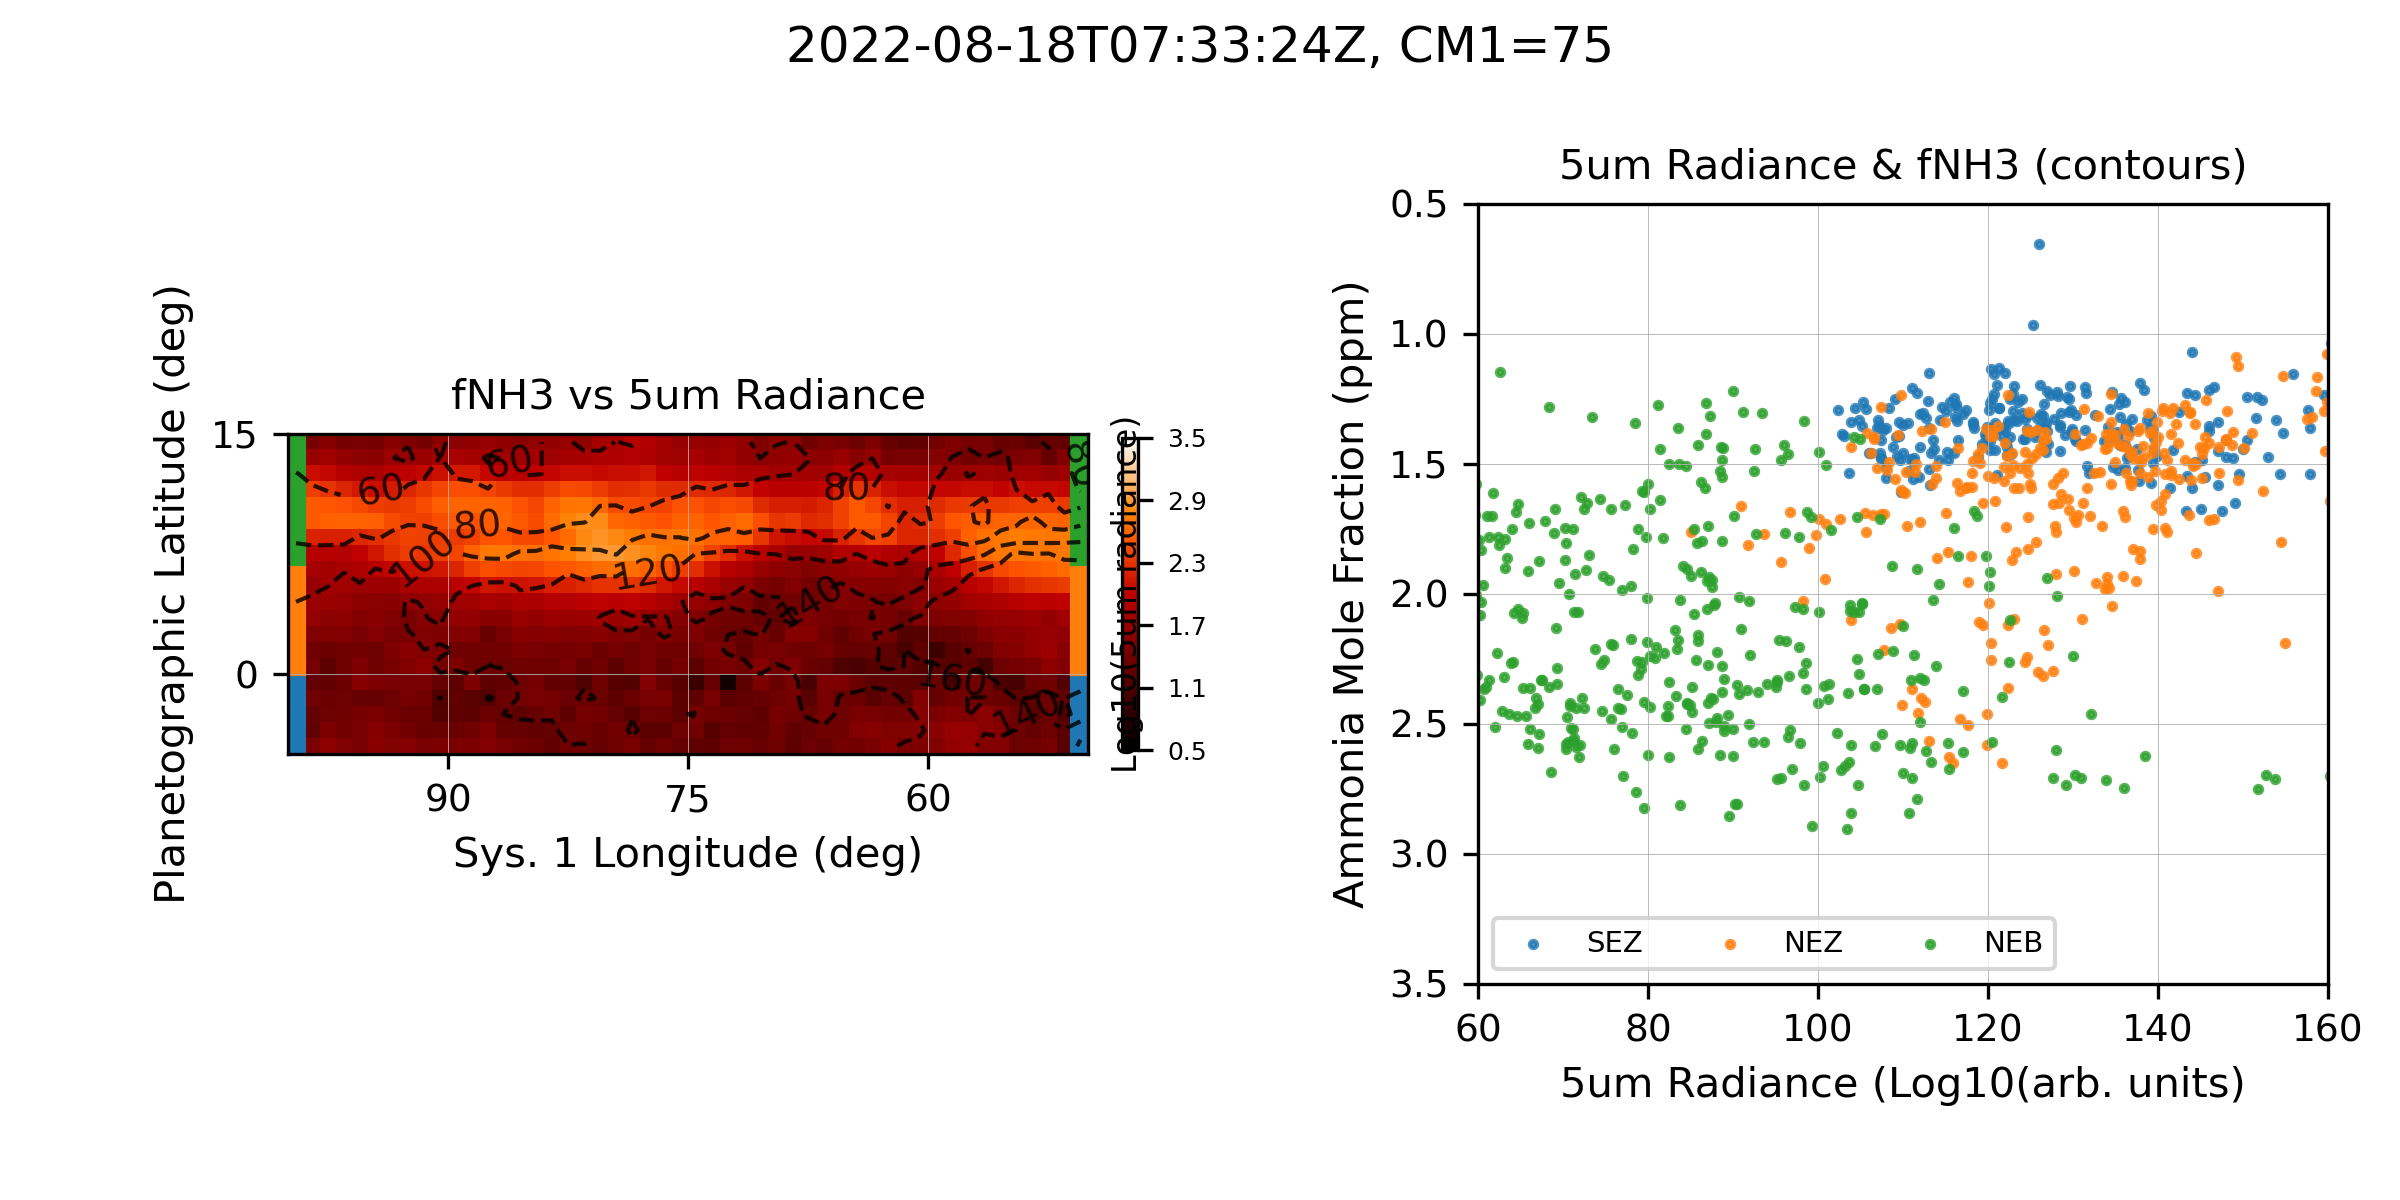 2022-08-18T07:33:24Z, CM1=75
fNH3 vs 5um Radiance
Planetographic Latitude (deg)
15
0
60
60
80
80
100
120
140
160
140
90
75
60
Sys. 1 Longitude (deg)
Log10(5um radiance)
3.5
2.9
2.3
1.7
1.1
0.5
5um Radiance & fNH3 (contours)
Ammonia Mole Fraction (ppm)
0.5
1.0
1.5
2.0
2.5
3.0
3.5
SEZ NEZ NEB
60 80 100 120 140 160
5um Radiance (Log10(arb. units)